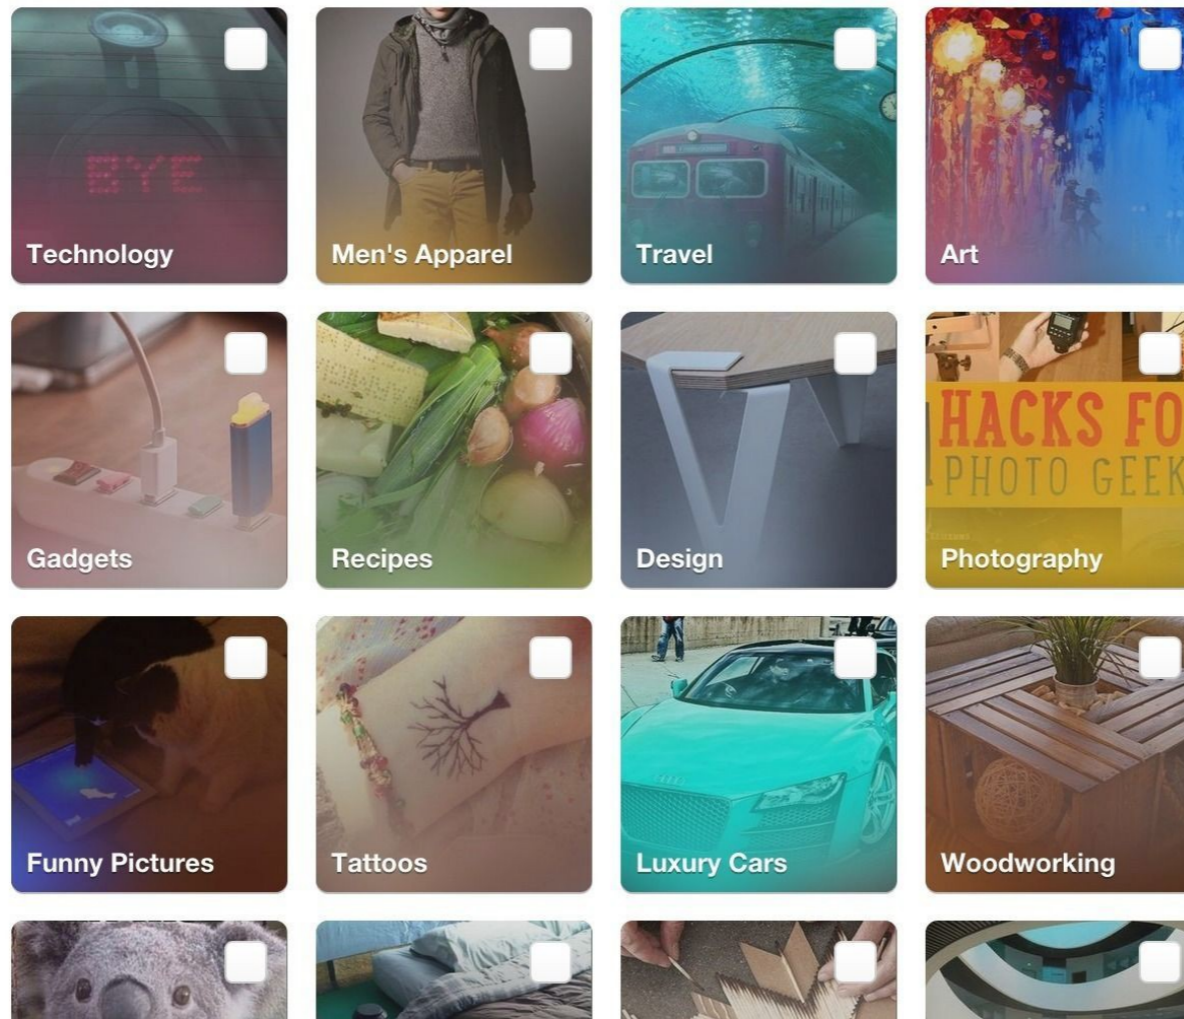 BYE
Technology
Men's Apparel
Travel
Art
Gadgets
Recipes
Design
HACKS FO
PHOTO GEEK
Photography
Funny Pictures
Tattoos
Luxury Cars
Woodworking